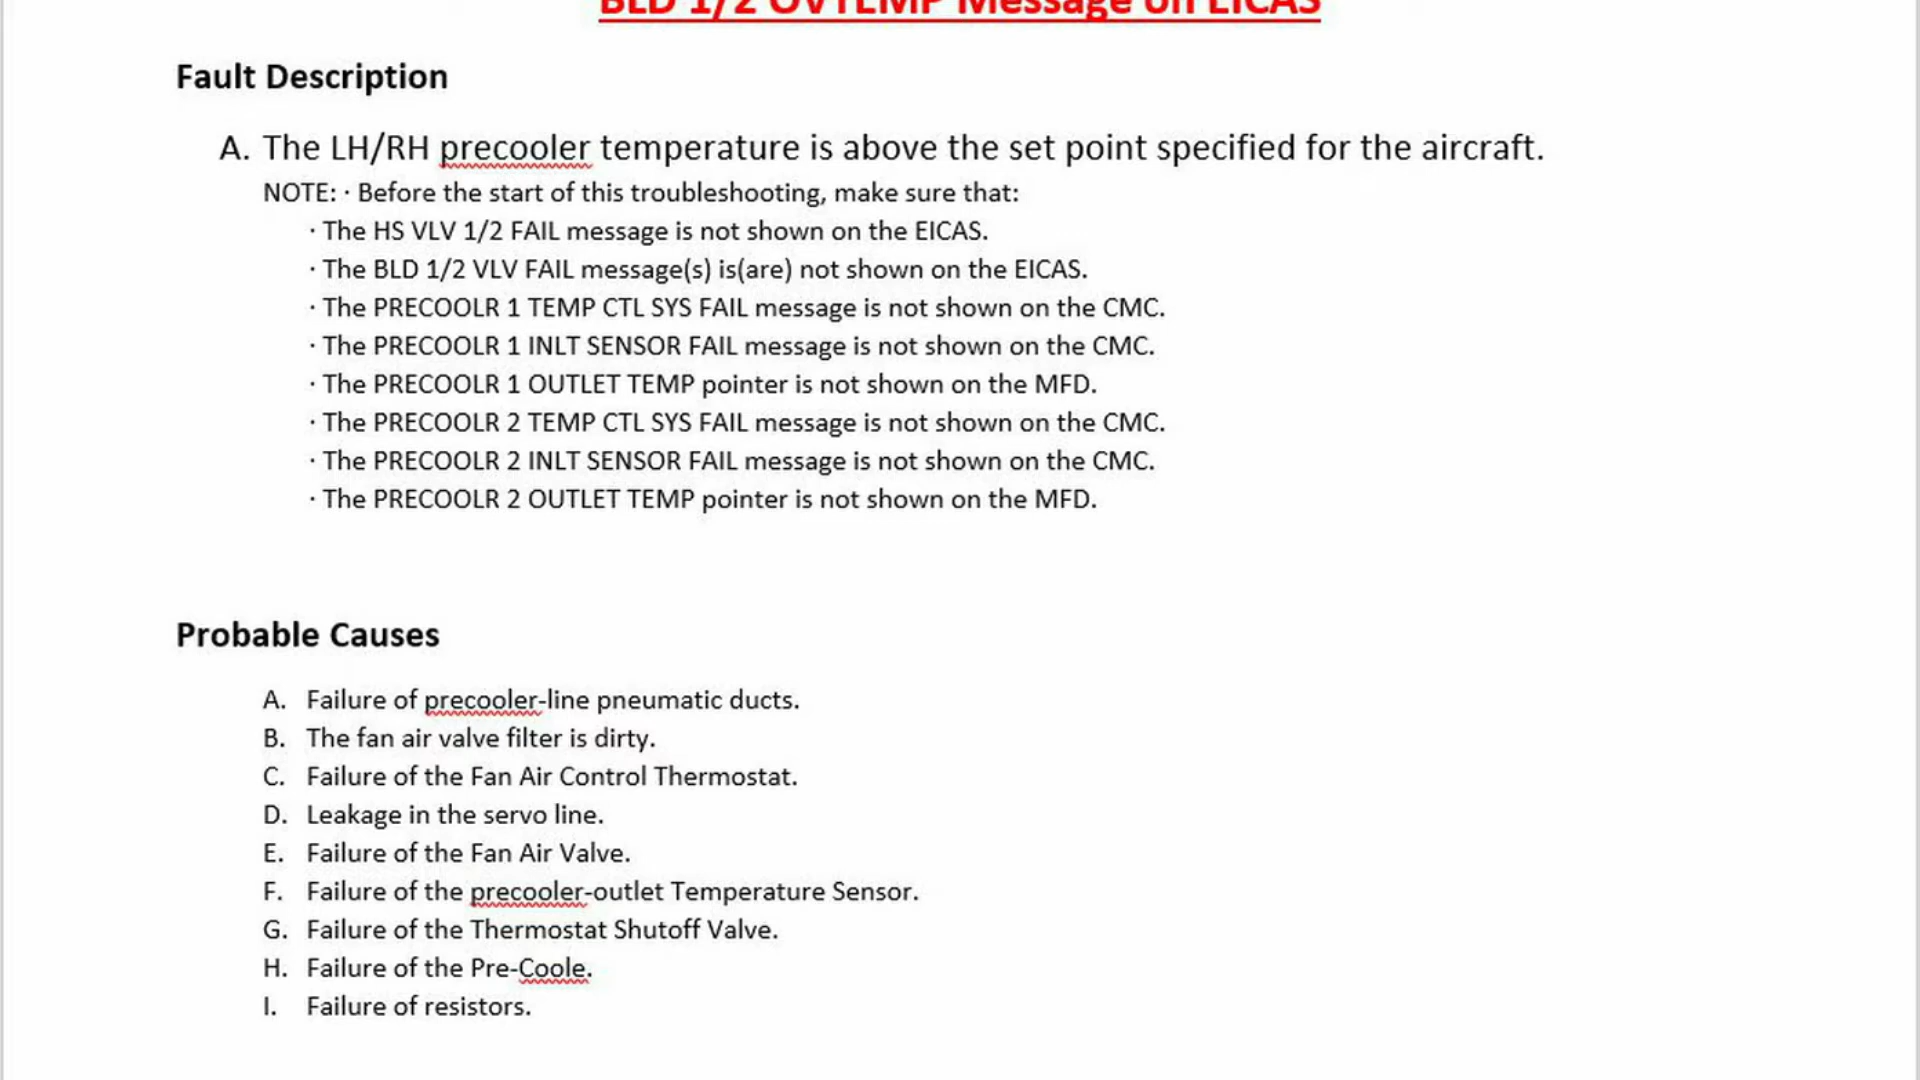 BLD 1/2 OVTEMP Message on EICAS
Fault Description
A. The LH/RH precooler temperature is above the set point specified for the aircraft.
NOTE: · Before the start of this troubleshooting, make sure that:
· The HS VLV 1/2 FAIL message is not shown on the EICAS.
· The BLD 1/2 VLV FAIL message(s) is(are) not shown on the EICAS.
· The PRECOOLR 1 TEMP CTL SYS FAIL message is not shown on the CMC.
· The PRECOOLR 1 INLT SENSOR FAIL message is not shown on the CMC.
· The PRECOOLR 1 OUTLET TEMP pointer is not shown on the MFD.
· The PRECOOLR 2 TEMP CTL SYS FAIL message is not shown on the CMC.
· The PRECOOLR 2 INLT SENSOR FAIL message is not shown on the CMC.
· The PRECOOLR 2 OUTLET TEMP pointer is not shown on the MFD.
Probable Causes
A. Failure of precooler-line pneumatic ducts.
B. The fan air valve filter is dirty.
C. Failure of the Fan Air Control Thermostat.
D. Leakage in the servo line.
E. Failure of the Fan Air Valve.
F. Failure of the precooler-outlet Temperature Sensor.
G. Failure of the Thermostat Shutoff Valve.
H. Failure of the Pre-Coole.
I. Failure of resistors.